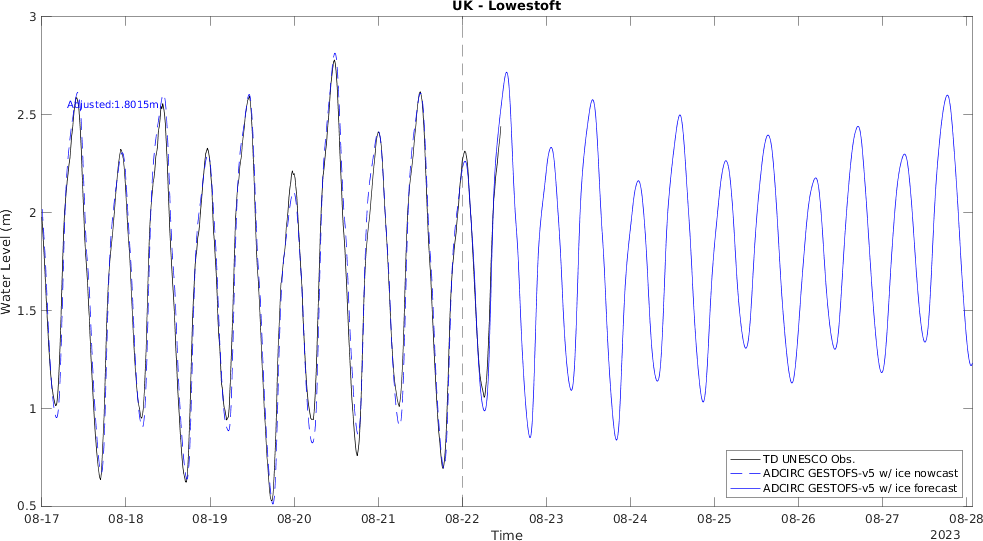 UK - Lowestoft
3
2.5
2
1.5
1
0.5
Water Level (m)
Adjusted:1.8015m
TD UNESCO Obs.
ADCIRC GESTOFS-v5 w/ ice nowcast
ADCIRC GESTOFS-v5 w/ ice forecast
08-17 08-18 08-19 08-20 08-21 08-22 08-23 08-24 08-25 08-26 08-27 08-28
Time
2023